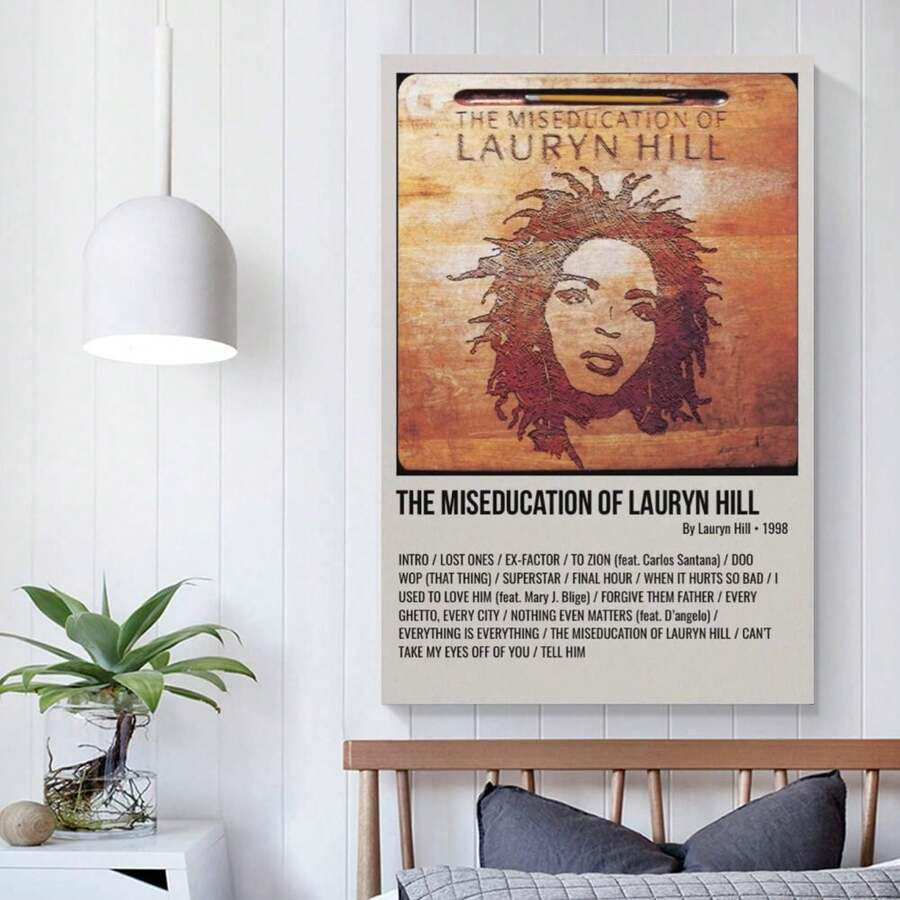 THE MISEDUCATION OF
LAURYN HILL
THE MISEDUCATION OF LAURYN HILL
By Lauryn Hill • 1998
INTRO / LOST ONES / EX-FACTOR / TO ZION (feat. Carlos Santana) / DOO
WOP (THAT THING) / SUPERSTAR / FINAL HOUR / WHEN IT HURTS SO BAD / I
USED TO LOVE HIM (feat. Mary J. Blige) / FORGIVE THEM FATHER / EVERY
GHETTO, EVERY CITY / NOTHING EVEN MATTERS (feat. D'angelo) /
EVERYTHING IS EVERYTHING / THE MISEDUCATION OF LAURYN HILL / CAN'T
TAKE MY EYES OFF OF YOU / TELL HIM